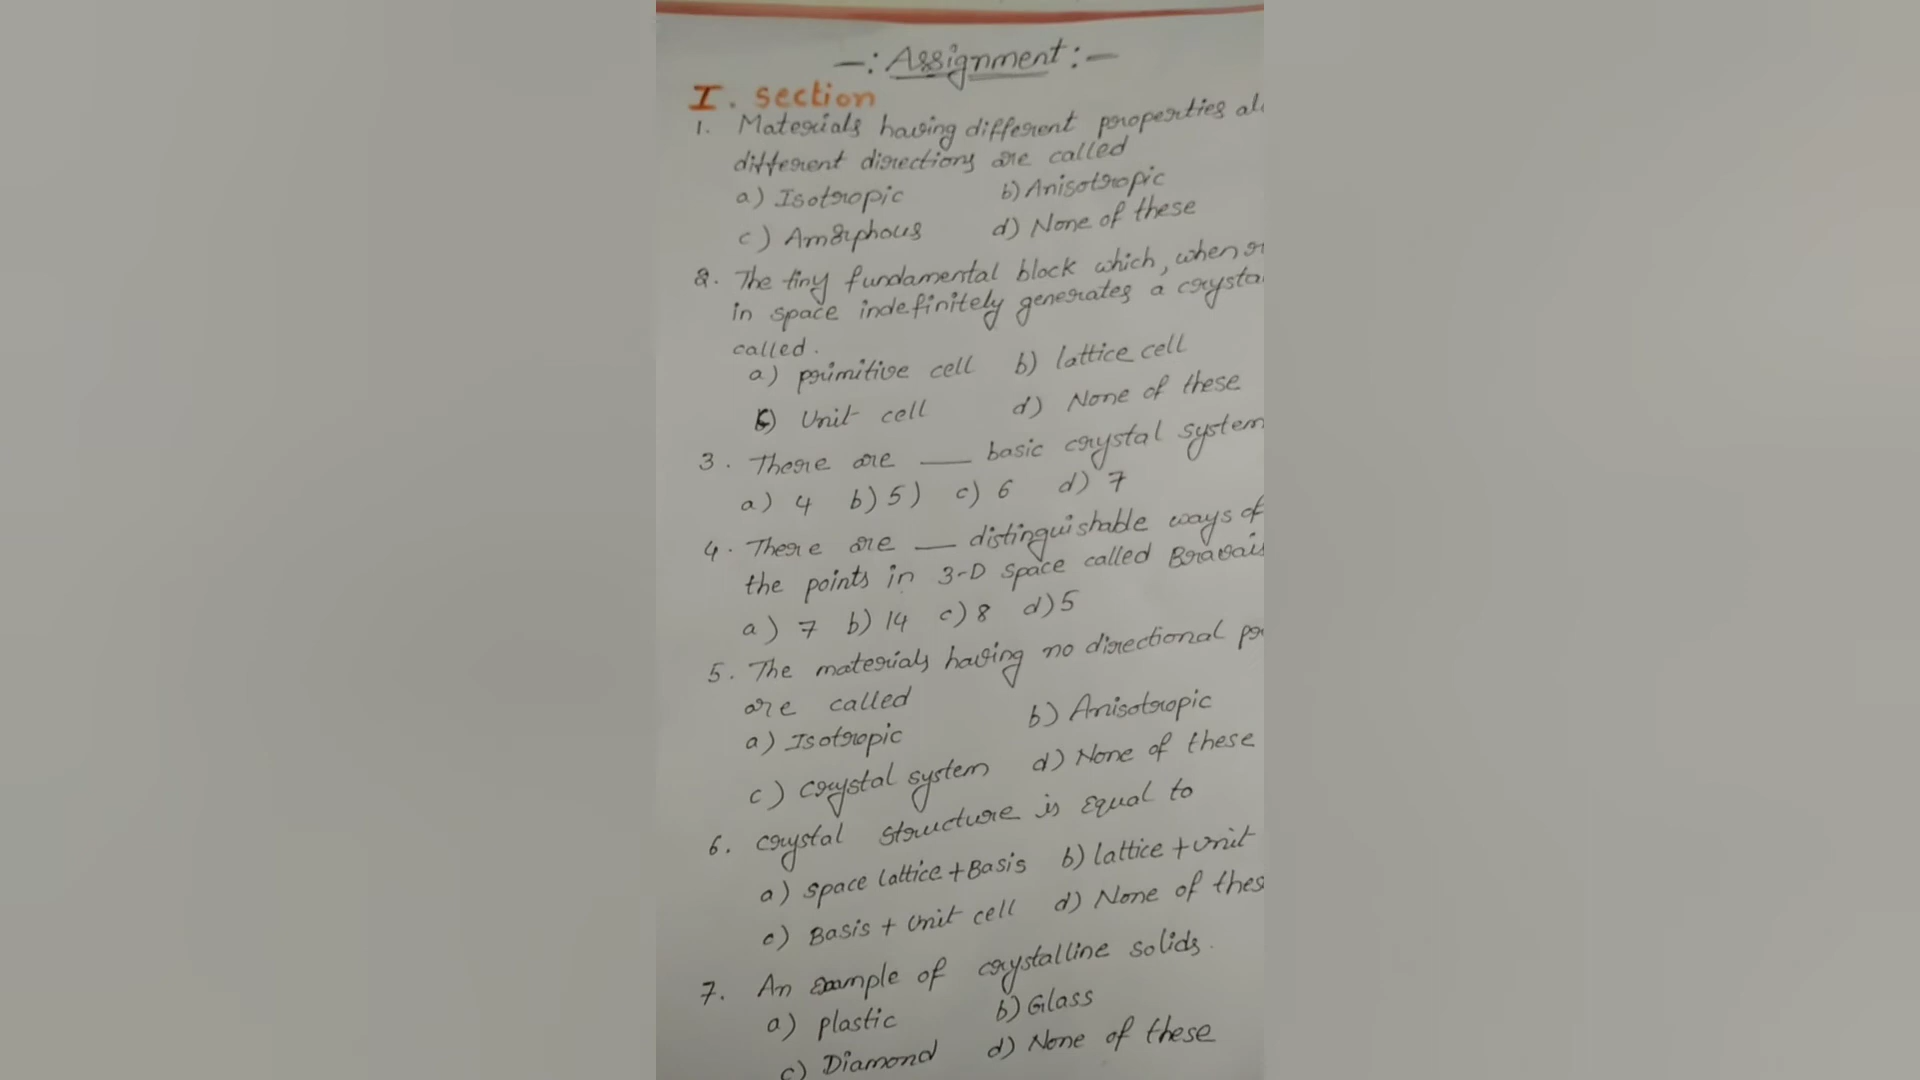 -: Assignment :-
I. section
1. Materials having different properties al
different directions are called
a) Isotropic b) Anisotropic
c) Amorphous d) None of these
2. The tiny fundamental block which, when r
in space indefinitely generates a crysta
called.
a) primitive cell b) lattice cell
c) Unit cell d) None of these
3. There are ___ basic crystal system
a) 4 b) 5) c) 6 d) 7
4. There are ___ distinguishable ways of
the points in 3-D space called Bravais
a) 7 b) 14 c) 8 d) 5
5. The materials having no directional pr
are called
a) Isotropic b) Anisotropic
c) crystal system d) None of these
6. crystal structure is equal to
a) space lattice + Basis b) lattice + unit
c) Basis + Unit cell d) None of thes
7. An Example of crystalline solids.
a) plastic b) Glass
c) Diamond d) None of these